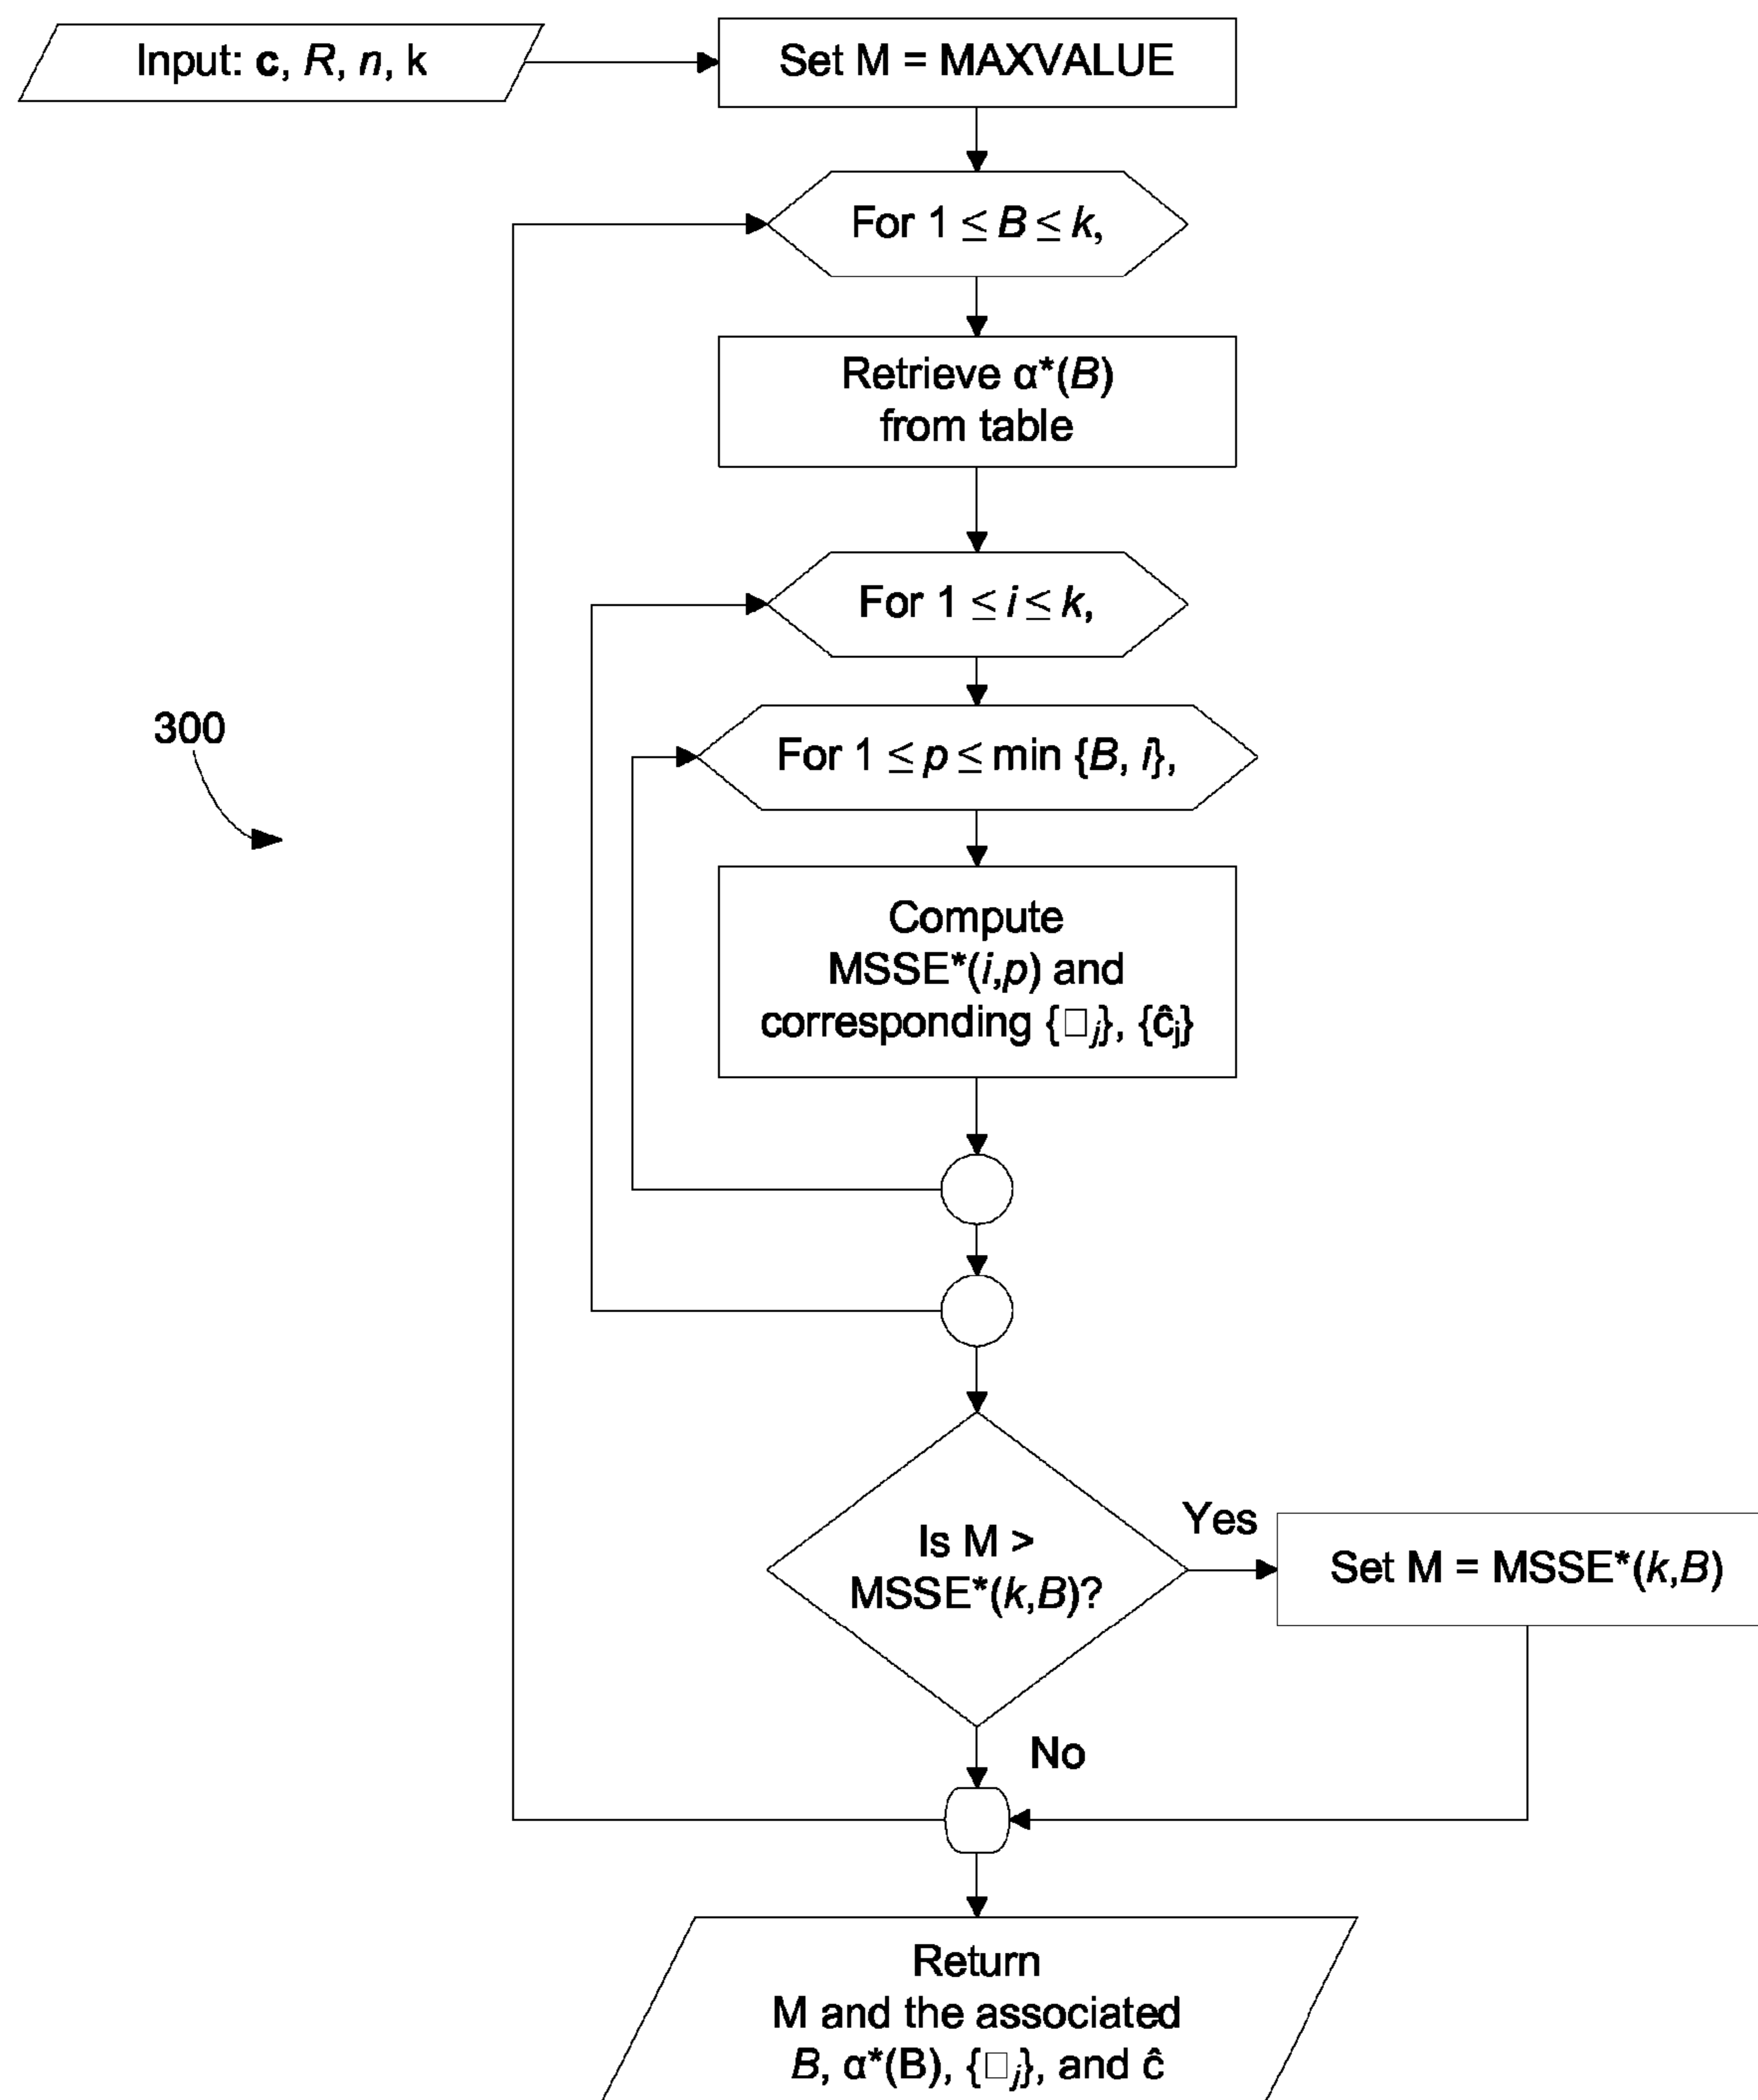 Input: c, R, n, k
Set M = MAXVALUE
For 1 ≤ B ≤ k,
Retrieve α*(B)
from table
For 1 ≤ i ≤ k,
300
For 1 ≤ p ≤ min {B, i},
Compute
MSSE*(i,p) and
corresponding {□j}, {ĉj}
Is M >
MSSE*(k,B)?
Yes
Set M = MSSE*(k,B)
No
Return
M and the associated
B, α*(B), {□j}, and ĉ